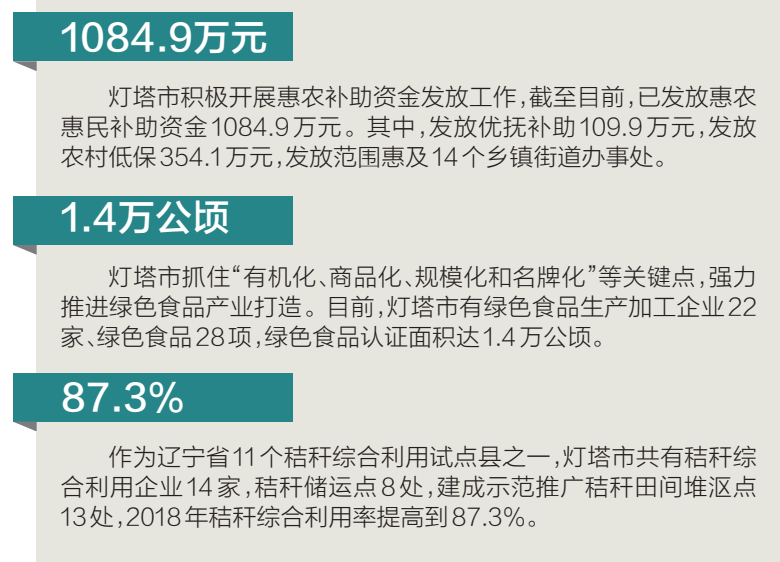 1084.9万元
灯塔市积极开展惠农补助资金发放工作,截至目前,已发放惠农
惠民补助资金1084.9万元。其中,发放优抚补助109.9万元,发放
农村低保354.1万元,发放范围惠及14个乡镇街道办事处。
1.4万公顷
灯塔市抓住“有机化、商品化、规模化和名牌化”等关键点,强力
推进绿色食品产业打造。目前,灯塔市有绿色食品生产加工企业22
家、绿色食品28项,绿色食品认证面积达1.4万公顷。
87.3%
作为辽宁省11个秸秆综合利用试点县之一,灯塔市共有秸秆综
合利用企业14家,秸秆储运点8处,建成示范推广秸秆田间堆沤点
13处,2018年秸秆综合利用率提高到87.3%。